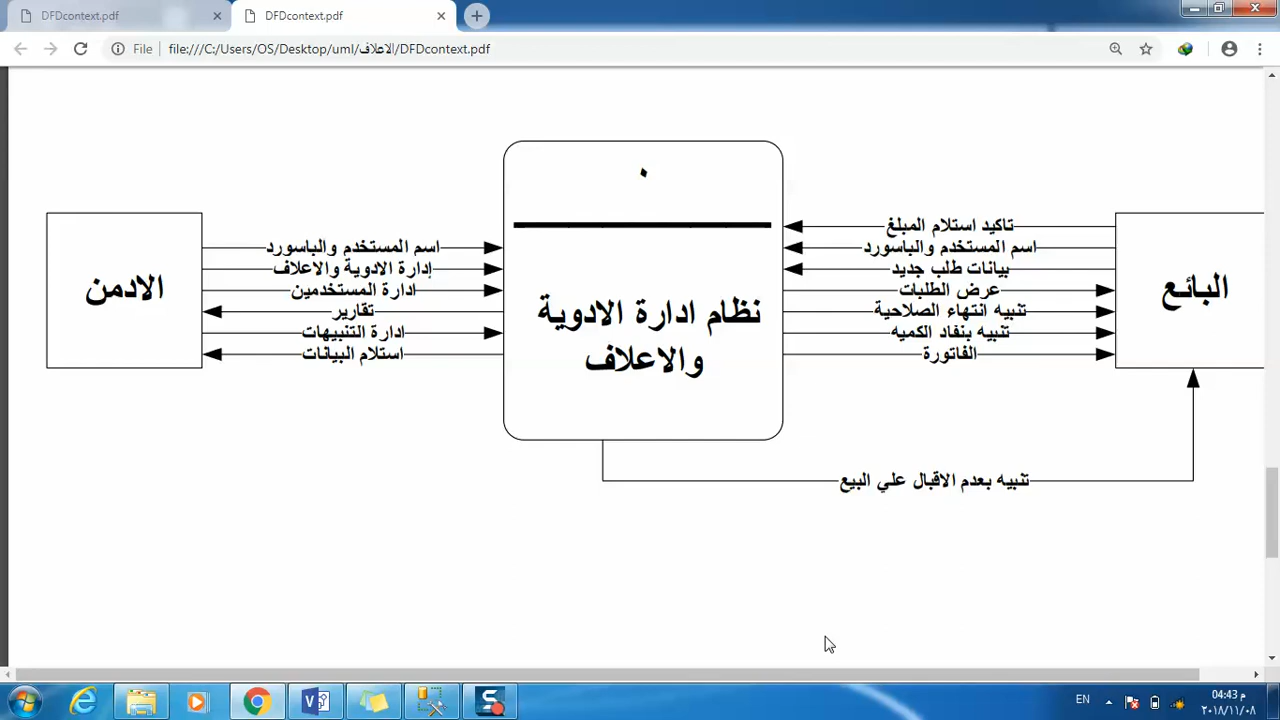 DFDcontext.pdf
DFDcontext.pdf
File
file:///C:/Users/OS/Desktop/uml/الاعلاف/DFDcontext.pdf
٠
نظام ادارة الادوية
والاعلاف
الادمن
اسم المستخدم والباسورد
إدارة الادوية والاعلاف
ادارة المستخدمين
تقارير
ادارة التنبيهات
استلام البيانات
البائع
تاكيد استلام المبلغ
اسم المستخدم والباسورد
بيانات طلب جديد
عرض الطلبات
تنبيه انتهاء الصلاحية
تنبيه بنفاد الكميه
الفاتورة
تنبيه بعدم الاقبال علي البيع
EN
04:43 م
٢٠١٨/١١/٠٨